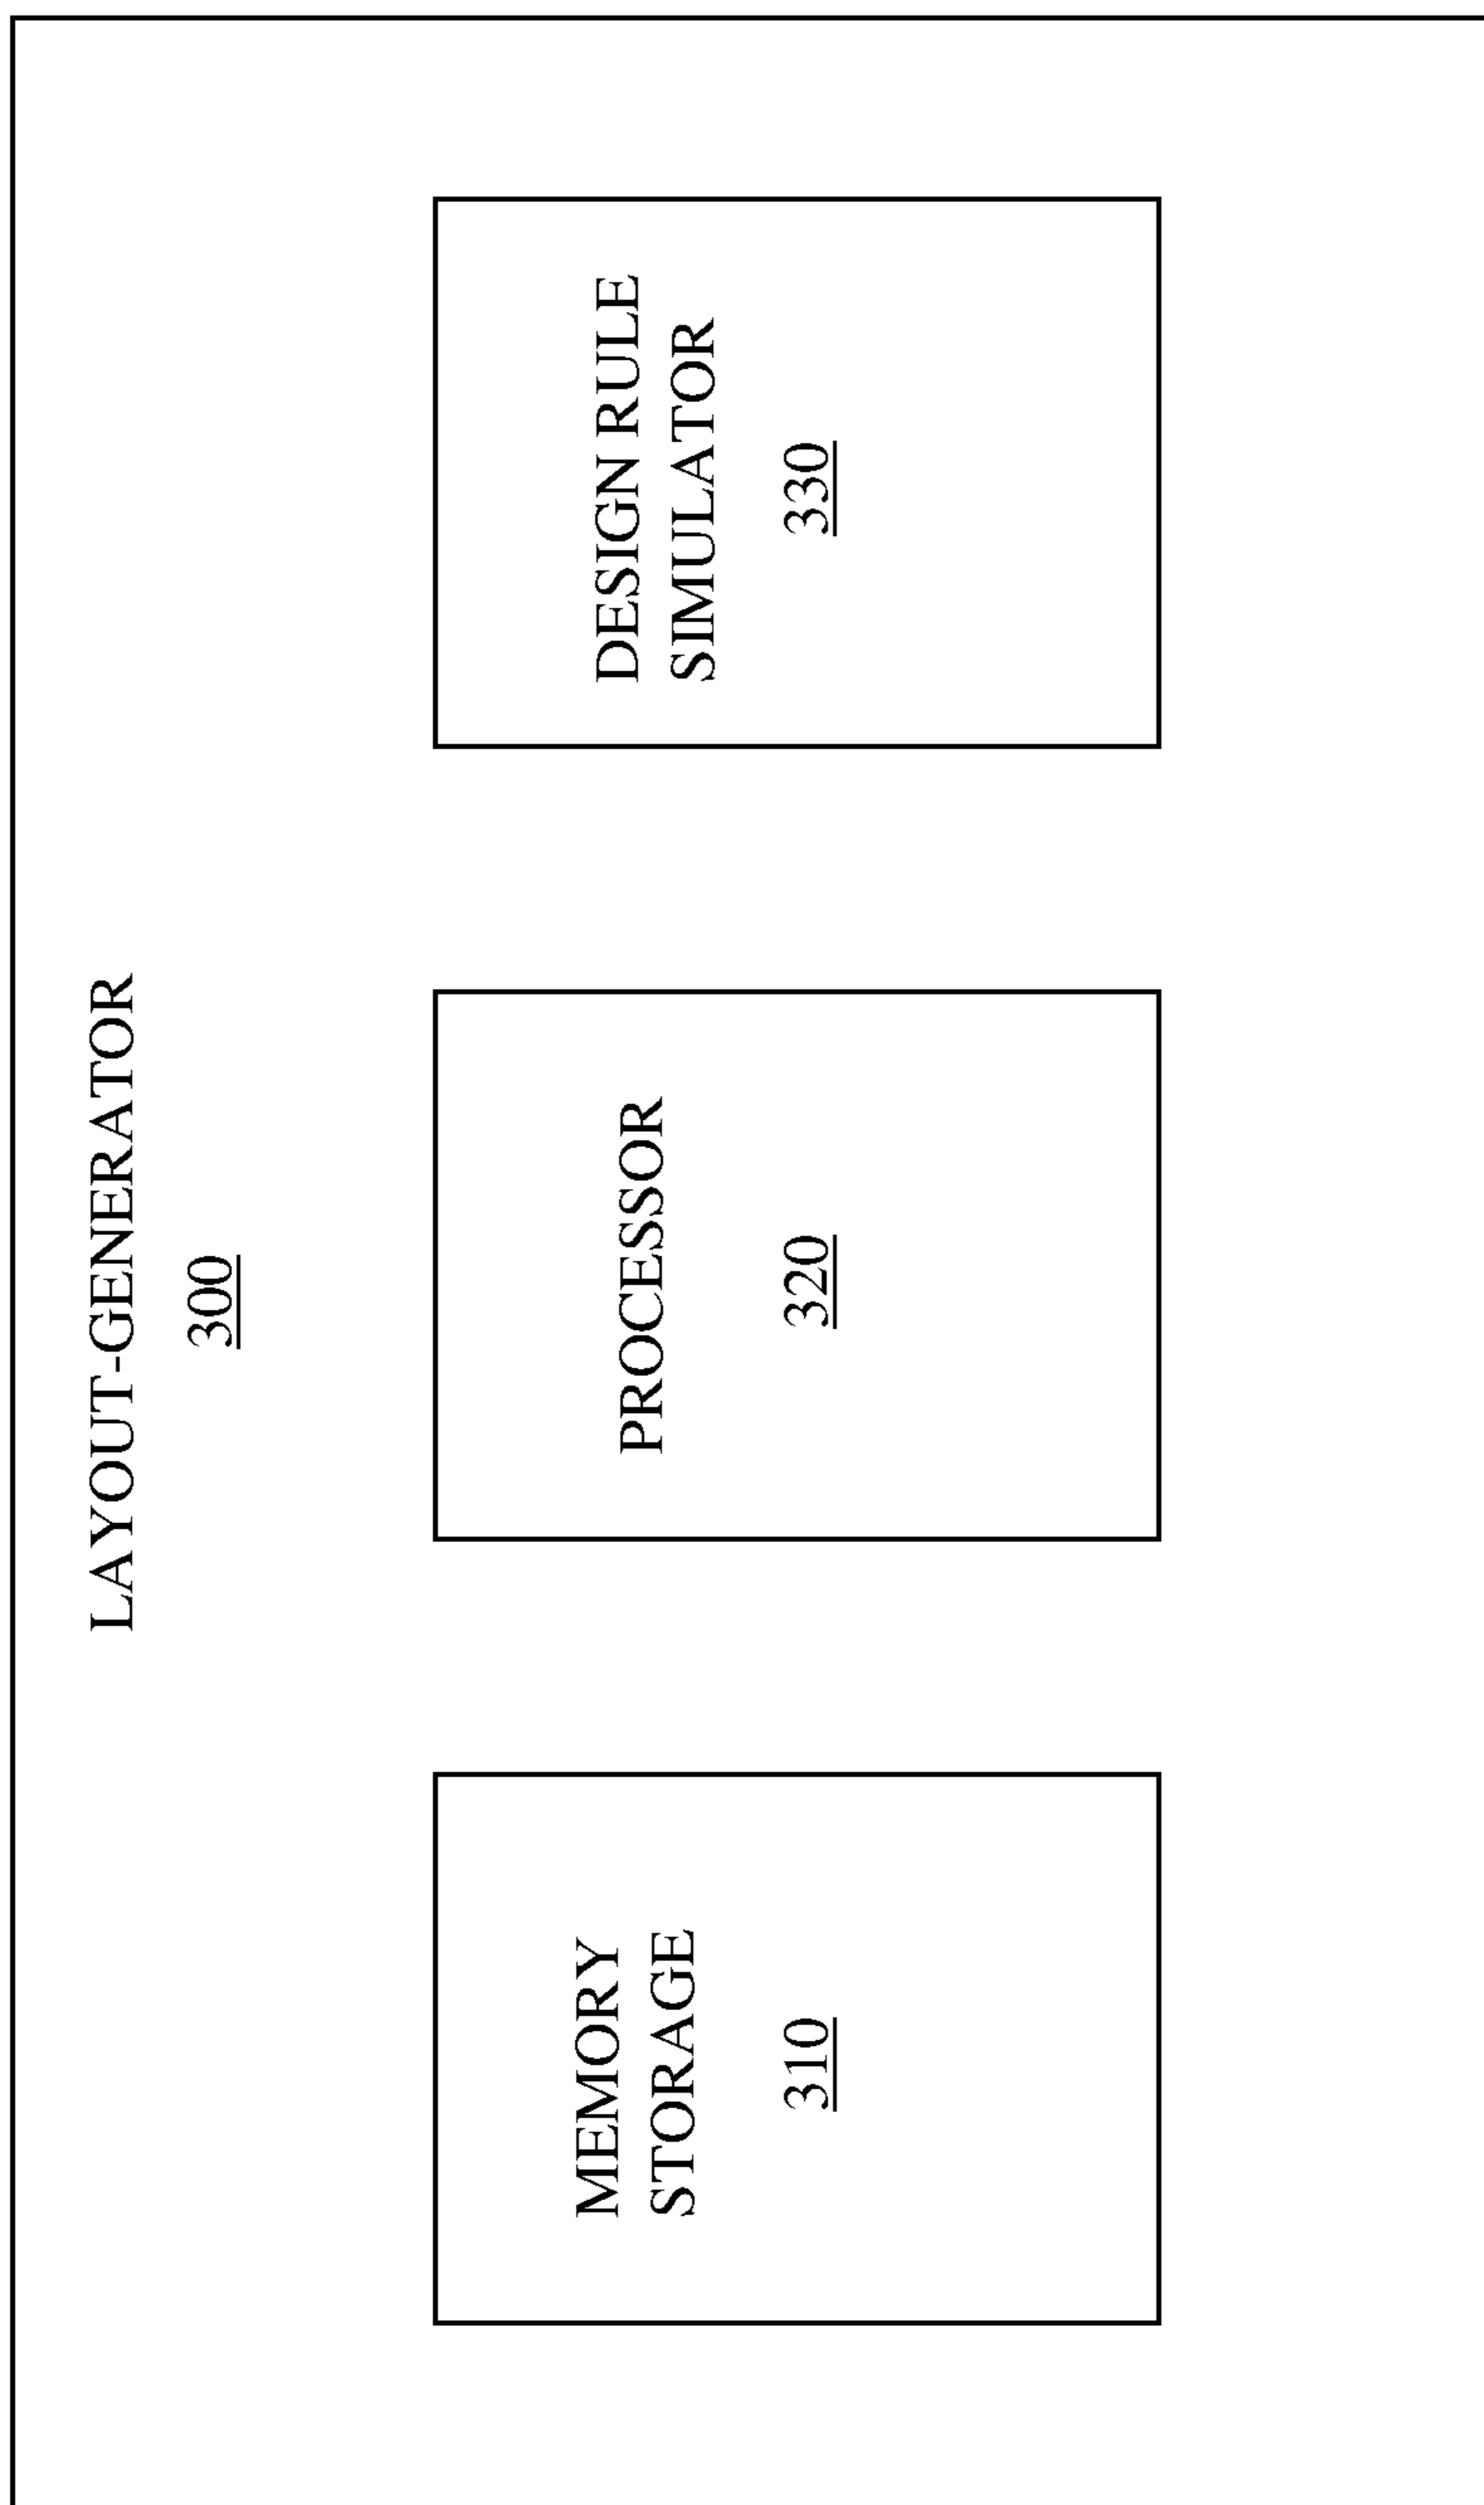 LAYOUT-GENERATOR
300
MEMORY
STORAGE
310
PROCESSOR
320
DESIGN RULE
SIMULATOR
330